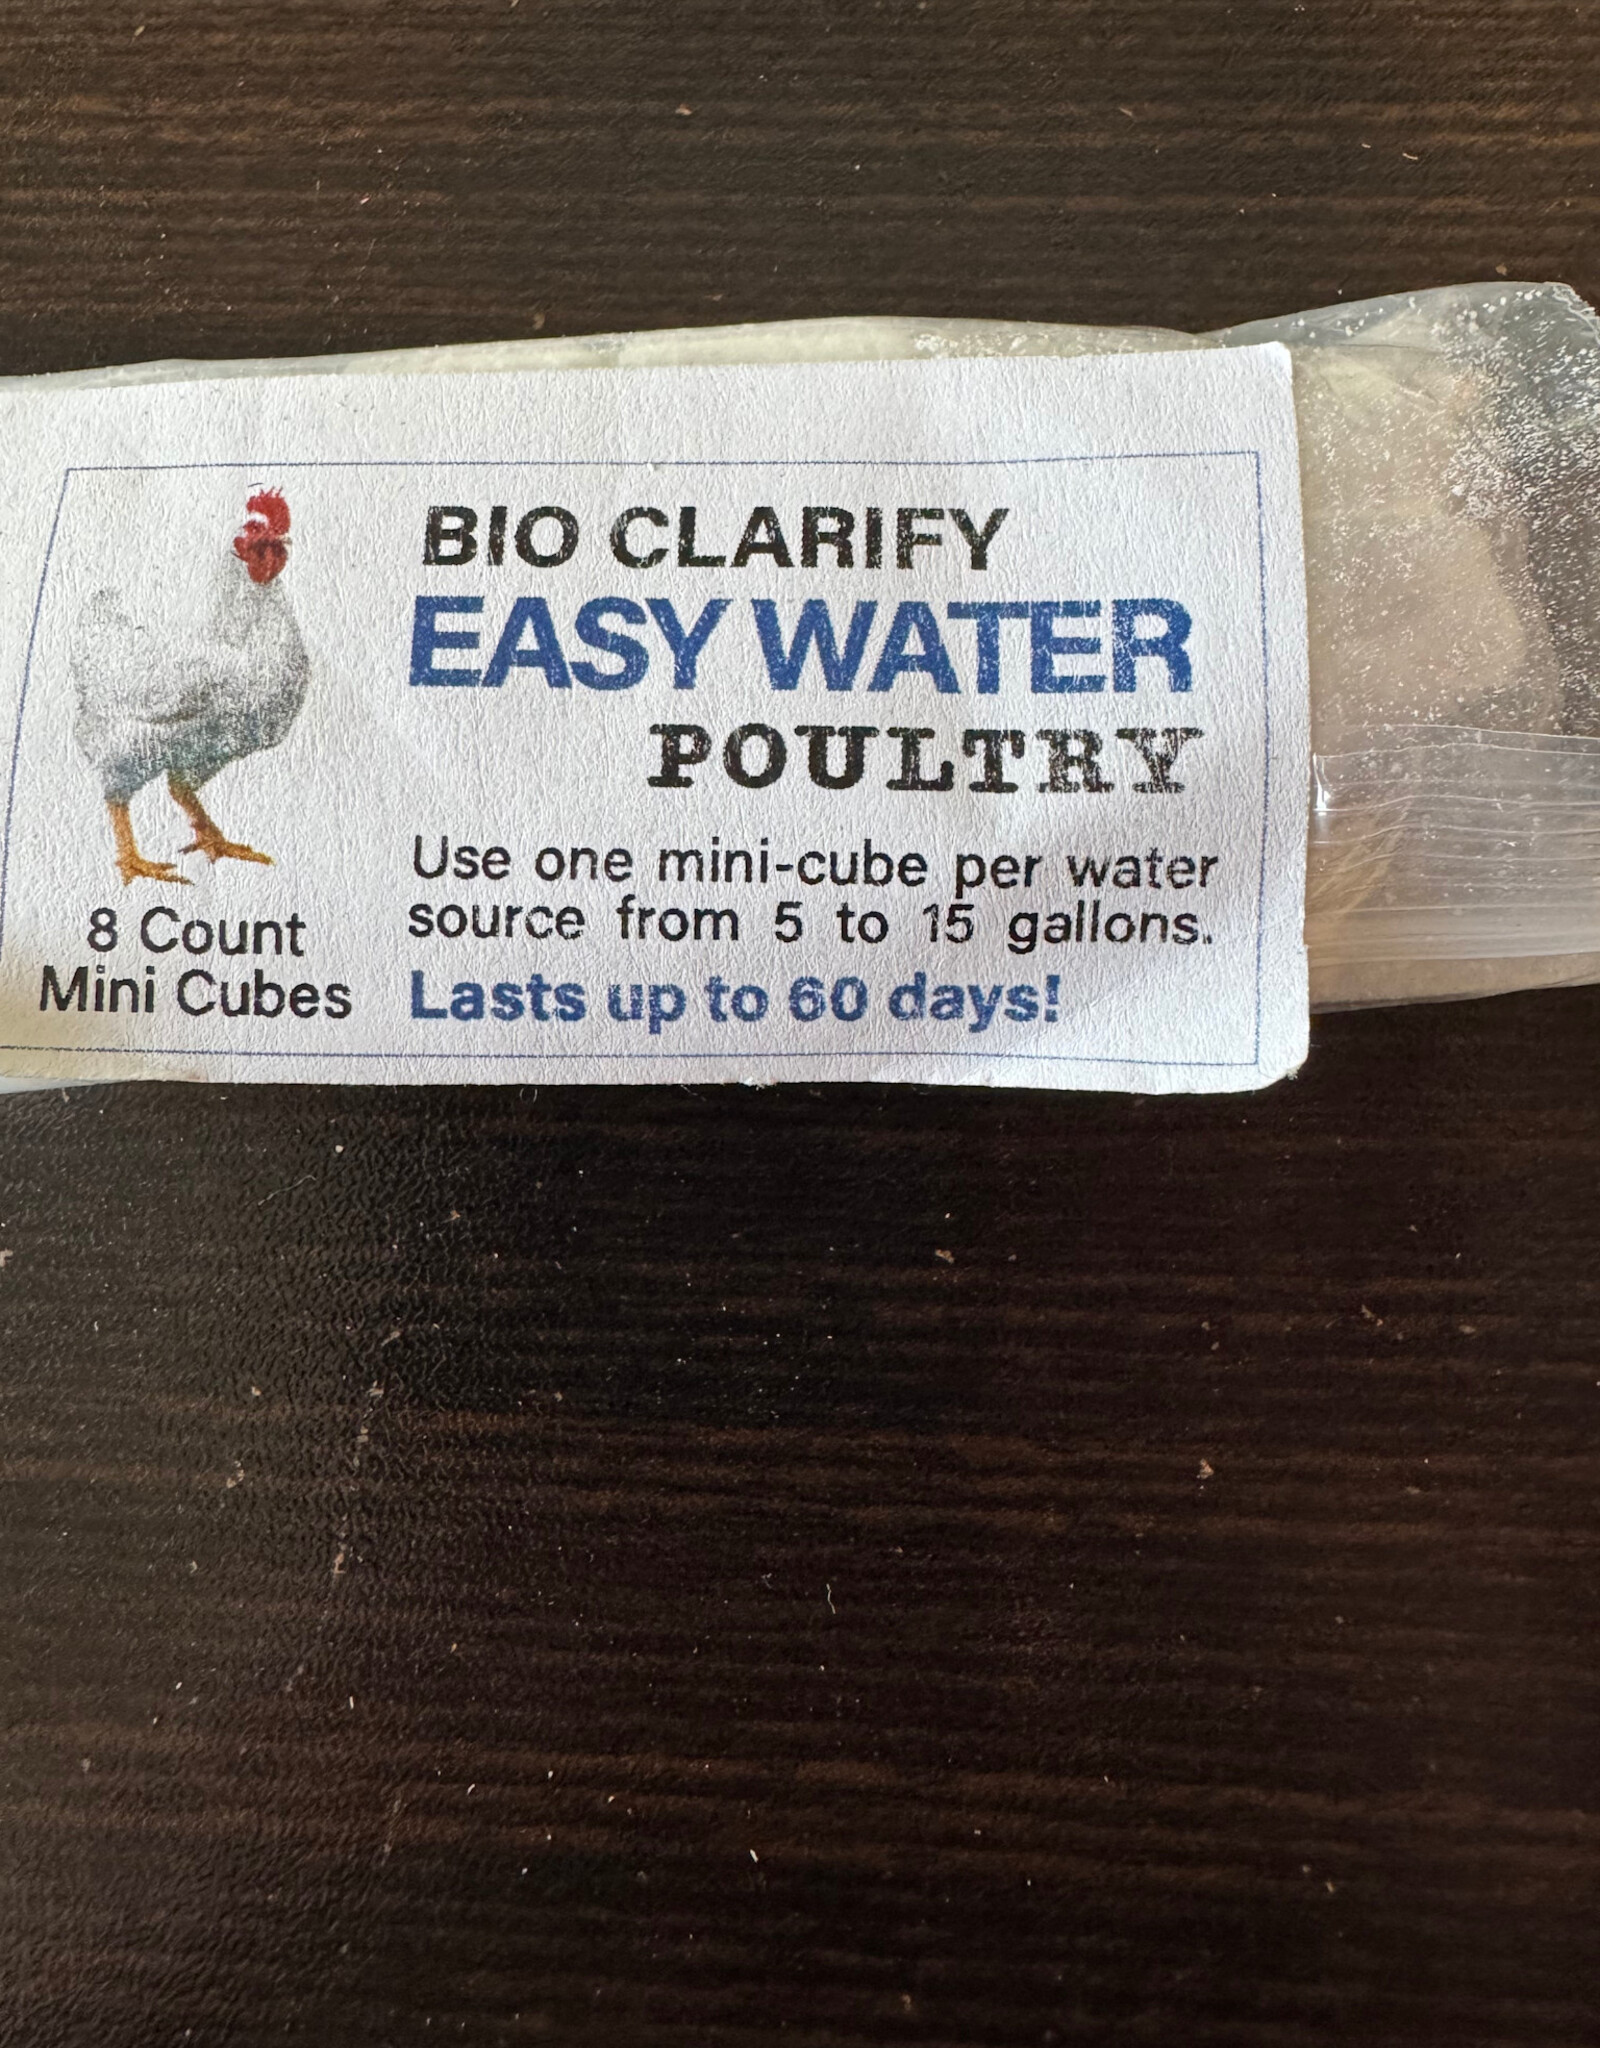 BIO CLARIFY
EASY WATER
POULTRY
Use one mini-cube per water
source from 5 to 15 gallons.
Lasts up to 60 days!
8 Count
Mini Cubes